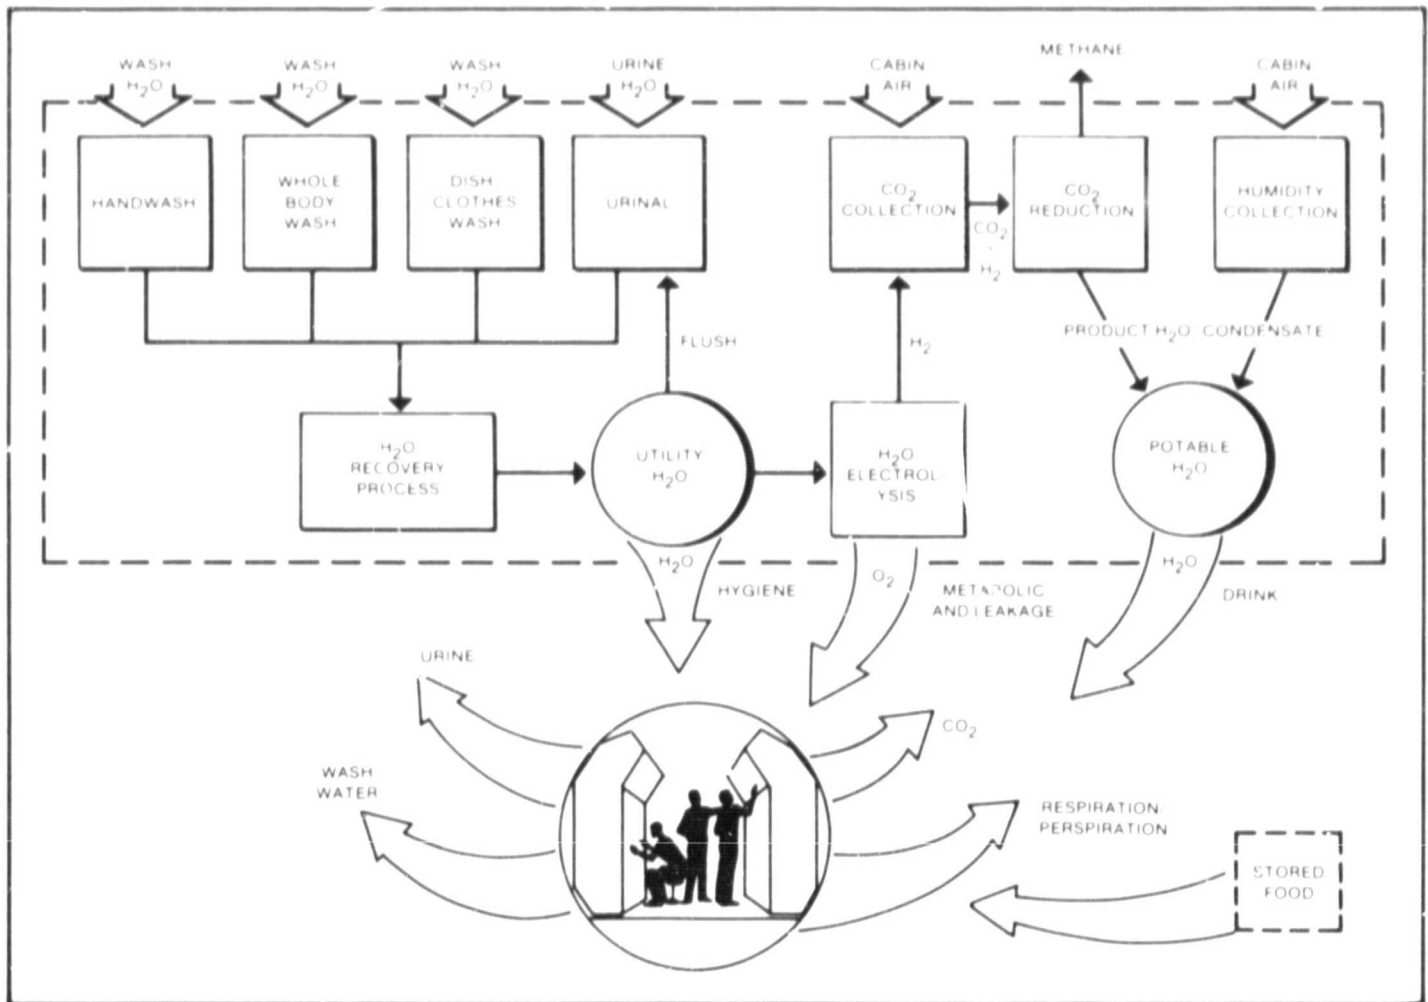 WASH
H₂O
WASH
H₂O
WASH
H₂O
URINE
H₂O
CABIN
AIR
METHANE
CABIN
AIR
HANDWASH
WHOLE
BODY
WASH
DISH
CLOTHES
WASH
URINAL
CO₂
COLLECTION
CO₂
H₂
CO₂
REDUCTION
HUMIDITY
COLLECTION
FLUSH
H₂
PRODUCT H₂O
CONDENSATE
H₂O
RECOVERY
PROCESS
UTILITY
H₂O
H₂O
ELECTROL-
YSIS
POTABLE
H₂O
H₂O
HYGIENE
O₂
METABOLIC
AND LEAKAGE
H₂O
DRINK
URINE
CO₂
WASH
WATER
RESPIRATION/
PERSPIRATION
STORED
FOOD